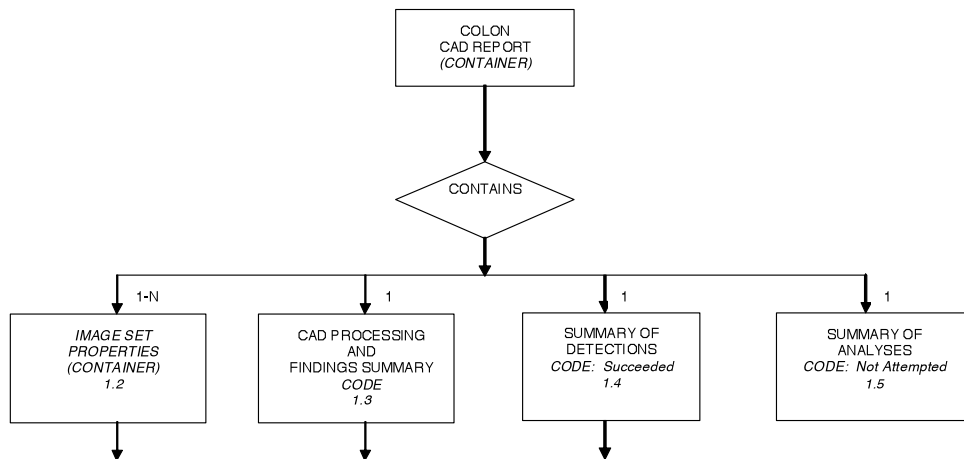 COLON
CAD REPORT
(CONTAINER)
CONTAINS
1-N
1
1
1
IMAGE SET
PROPERTIES
(CONTAINER)
1.2
CAD PROCESSING
AND
FINDINGS SUMMARY
CODE
1.3
SUMMARY OF
DETECTIONS
CODE: Succeeded
1.4
SUMMARY OF
ANALYSES
CODE: Not Attempted
1.5